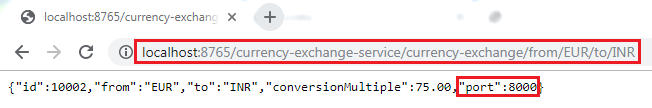 localhost:8765/currency-exchang
localhost:8765/currency-exchange-service/currency-exchange/from/EUR/to/INR
{"id":10002,"from":"EUR","to":"INR","conversionMultiple":75.00,"port":8000}